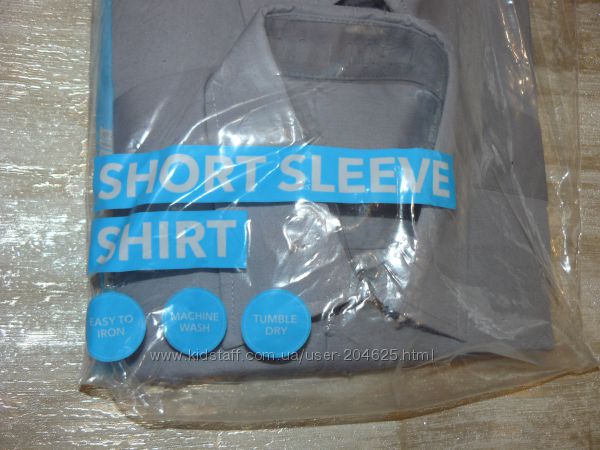 SHORT SLEEVE
SHIRT
EASY TO
IRON
MACHINE
WASH
TUMBLE
DRY
www.kidstaff.com.ua/user-204625.html